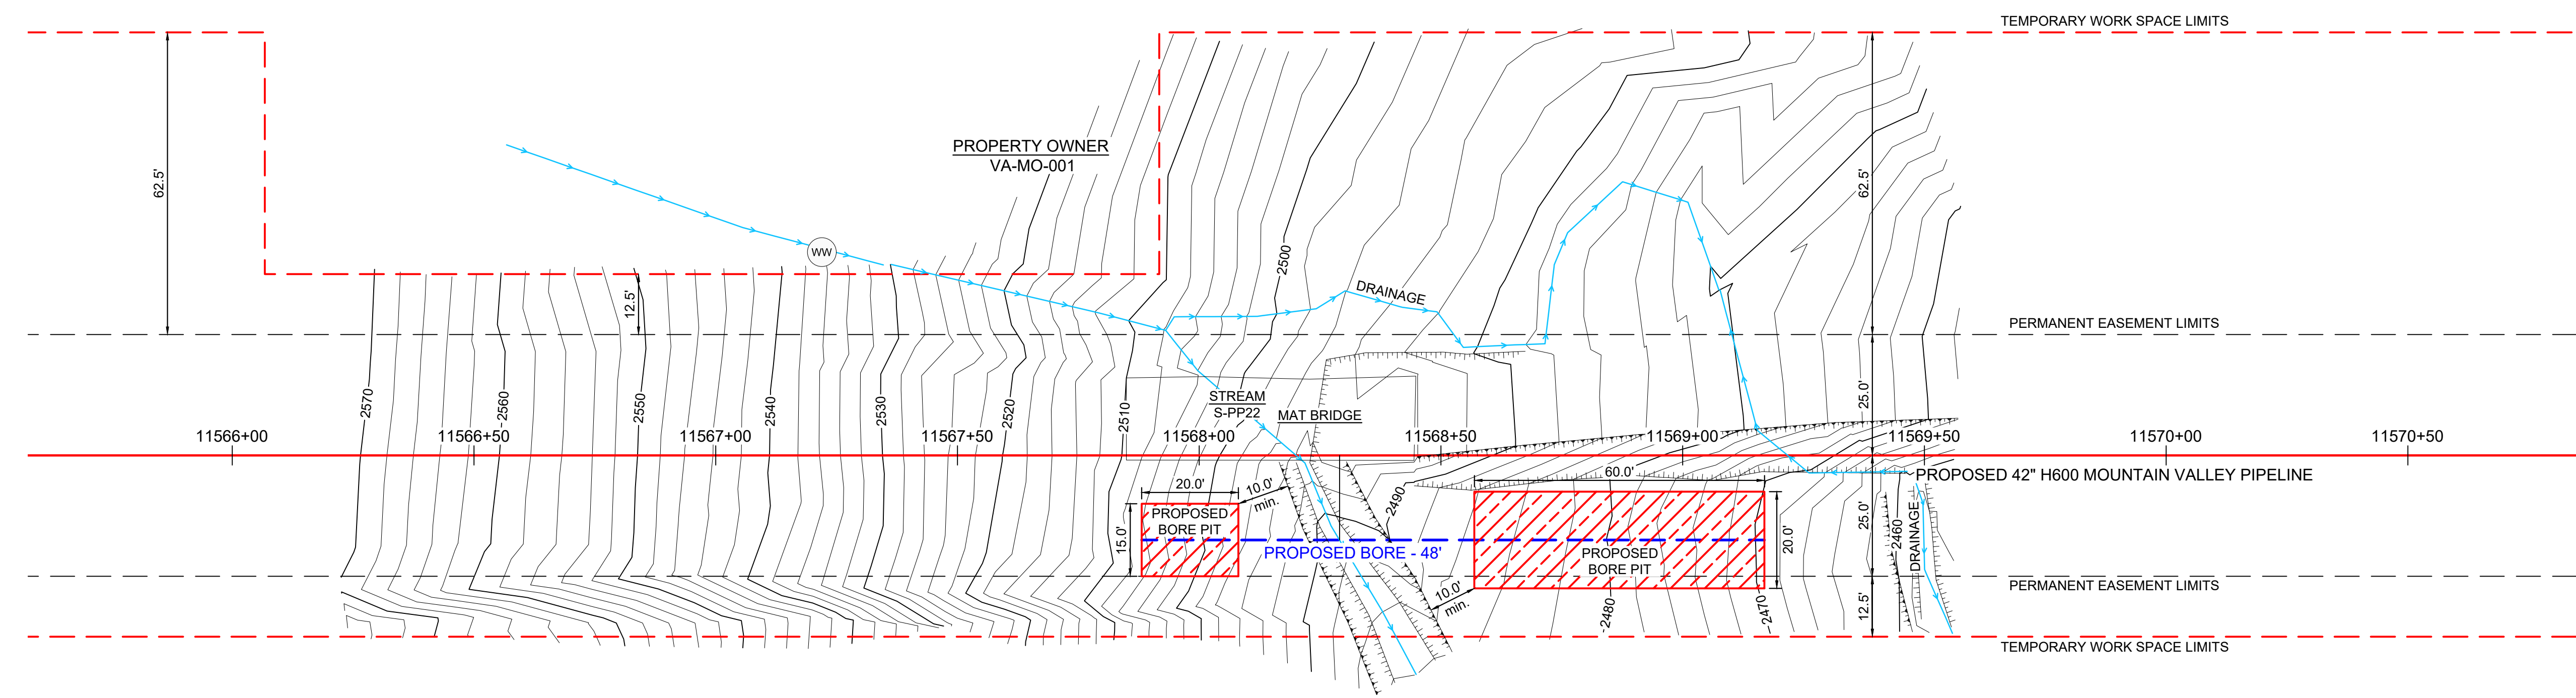 TEMPORARY WORK SPACE LIMITS
62.5'
PROPERTY OWNER
VA-MO-001
WW
12.5'
2500
DRAINAGE
62.5'
PERMANENT EASEMENT LIMITS
2570
2560
2550
2540
2530
2520
2510
STREAM
S-PP22
MAT BRIDGE
25.0'
11566+00
11566+50
11567+00
11567+50
11568+00
11568+50
11569+00
11569+50
11570+00
11570+50
PROPOSED 42" H600 MOUNTAIN VALLEY PIPELINE
20.0'
10.0'
min.
2490
60.0'
15.0'
PROPOSED
BORE PIT
PROPOSED BORE - 48'
PROPOSED
BORE PIT
20.0'
25.0'
2460
DRAINAGE
10.0'
min.
2480
2470
12.5'
PERMANENT EASEMENT LIMITS
TEMPORARY WORK SPACE LIMITS